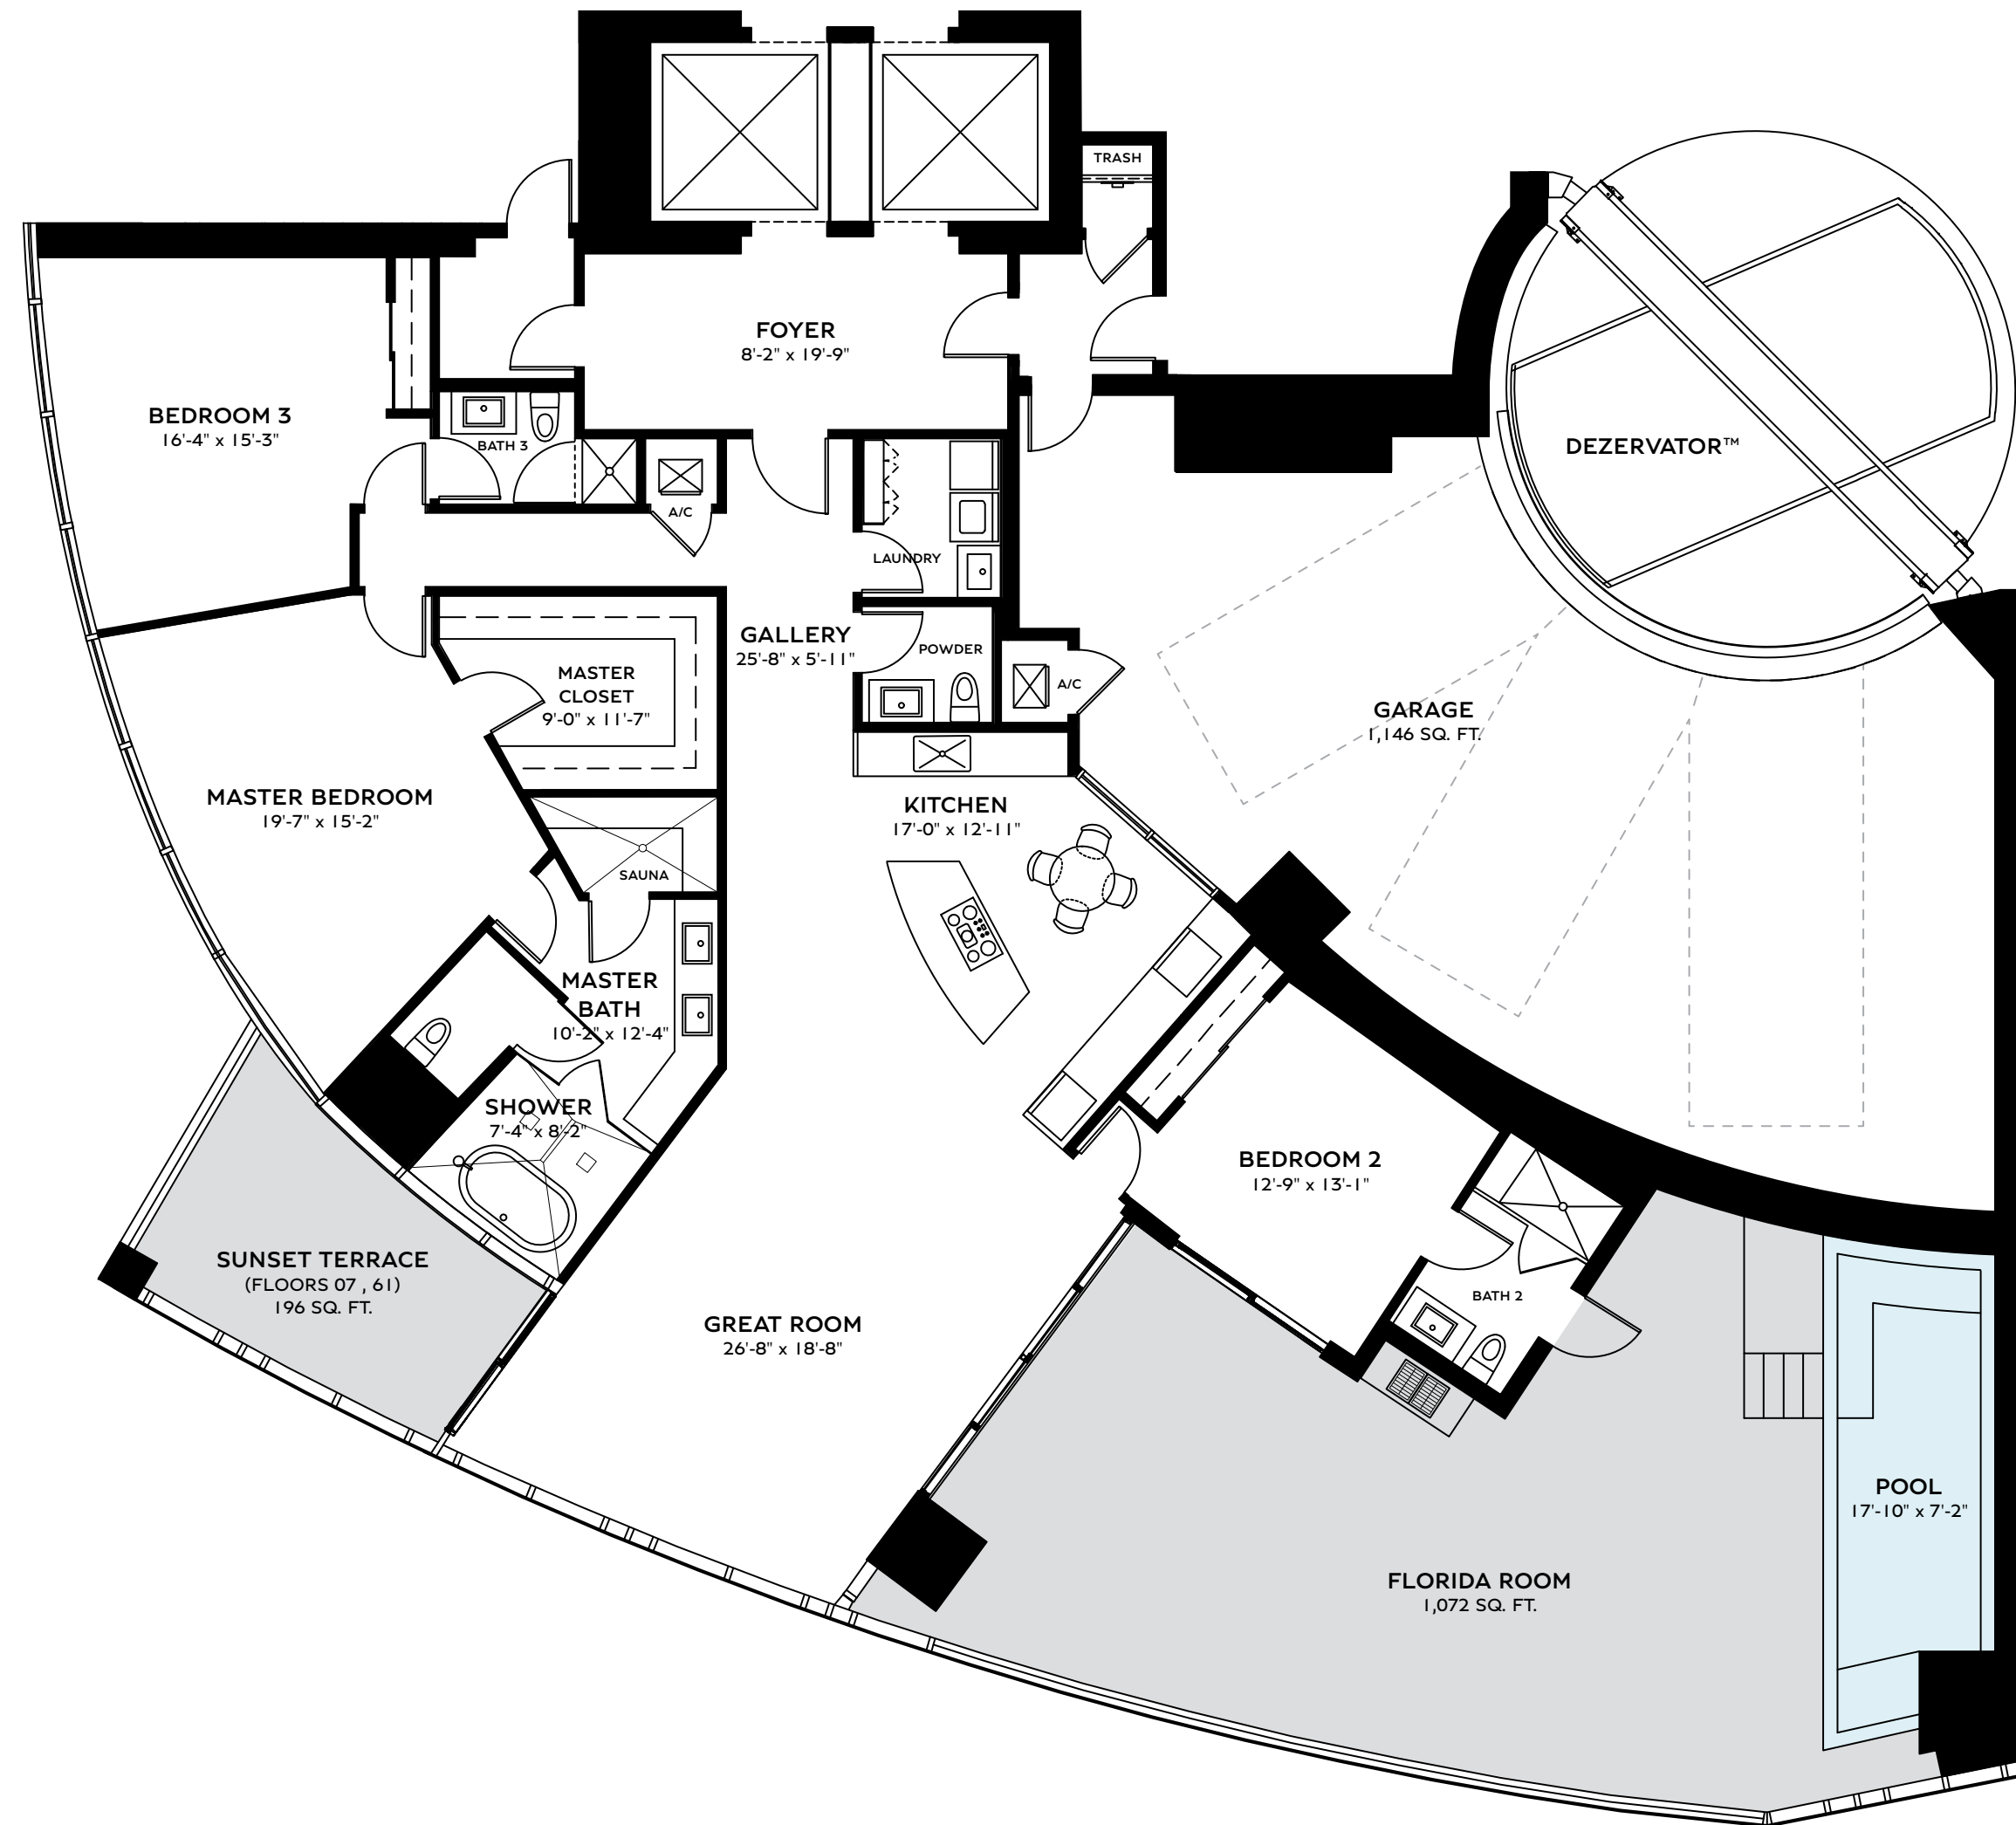 TRASH
FOYER
8'-2" x 19'-9"
BEDROOM 3
16'-4" x 15'-3"
BATH 3
A/C
DEZERVATOR™
LAUNDRY
GALLERY
25'-8" x 5'-11"
POWDER
A/C
MASTER
CLOSET
9'-0" x 11'-7"
GARAGE
1,146 SQ. FT.
MASTER BEDROOM
19'-7" x 15'-2"
KITCHEN
17'-0" x 12'-11"
SAUNA
MASTER
BATH
10'-2" x 12'-4"
SHOWER
7'-4" x 8'-2"
BEDROOM 2
12'-9" x 13'-1"
SUNSET TERRACE
(FLOORS 07 , 61)
196 SQ. FT.
BATH 2
GREAT ROOM
26'-8" x 18'-8"
POOL
17'-10" x 7'-2"
FLORIDA ROOM
1,072 SQ. FT.